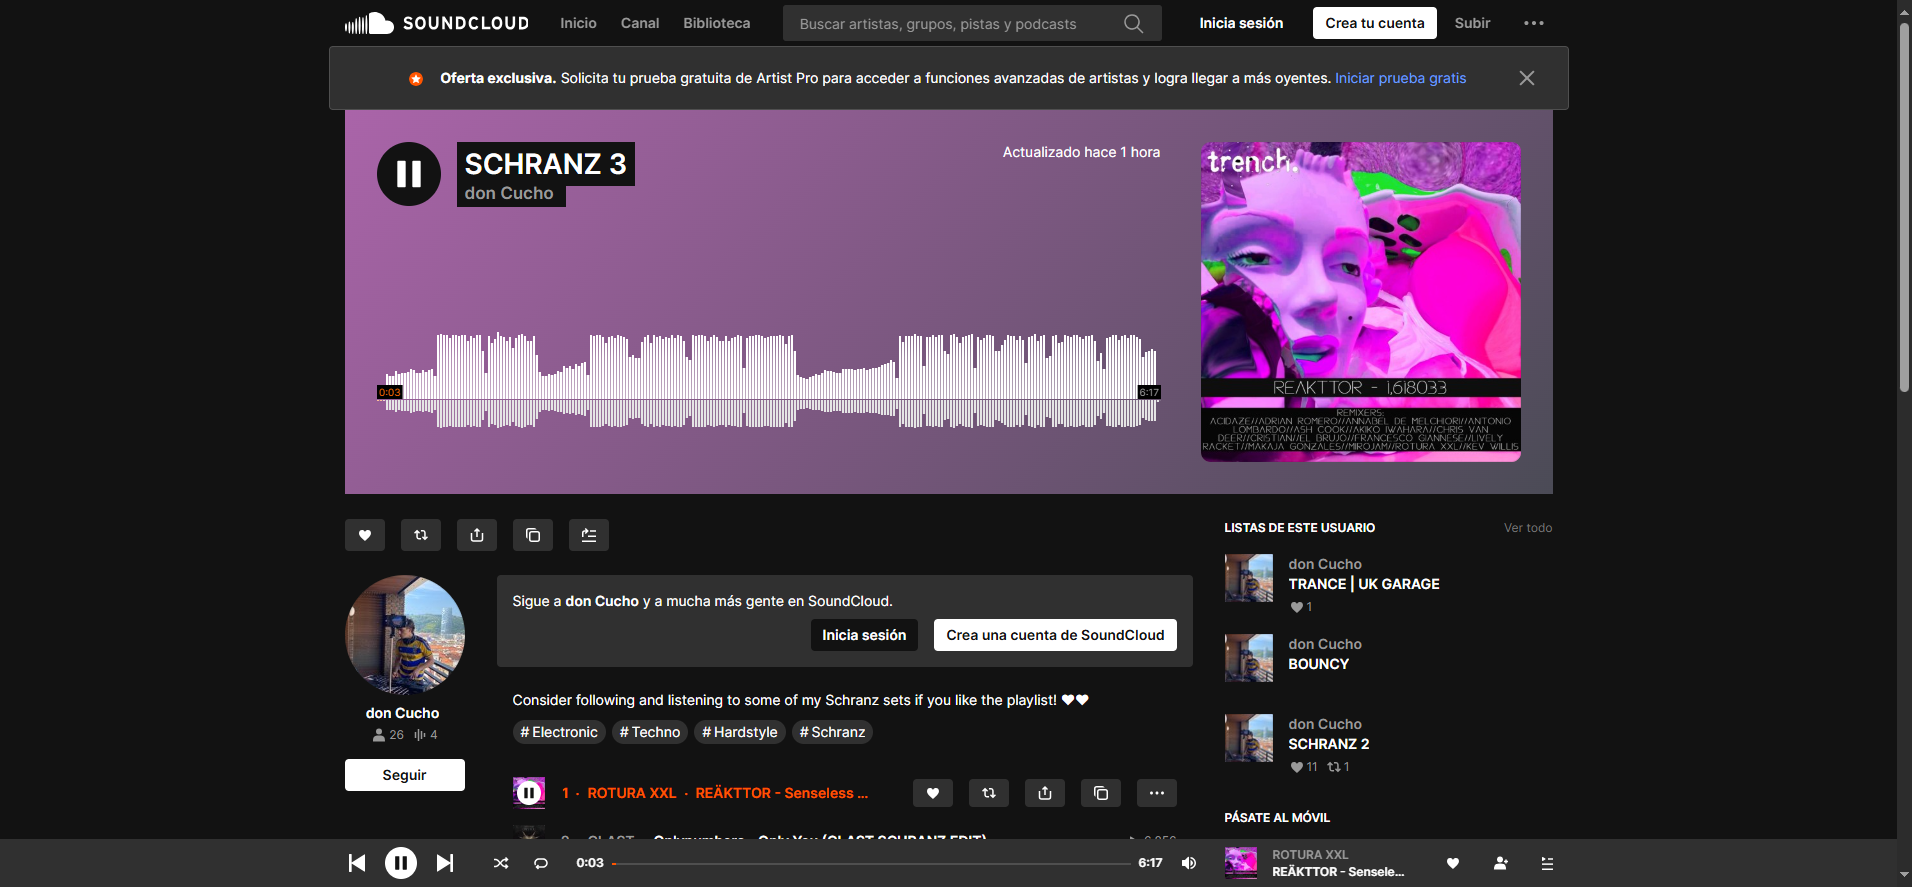 SOUNDCLOUD
Inicio
Canal
Biblioteca
Buscar artistas, grupos, pistas y podcasts
Inicia sesión
Crea tu cuenta
Subir
Oferta exclusiva. Solicita tu prueba gratuita de Artist Pro para acceder a funciones avanzadas de artistas y logra llegar a más oyentes. Iniciar prueba gratis
SCHRANZ 3
don Cucho
Actualizado hace 1 hora
0:03
6:17
trench.
REÄKTTOR - 1,618033
REMIXERS:
ACIDAZE//ADRIAN ROMERO//ANNABEL DE MELCHIORI//ANTONIO
LOMBARDO//ASH COOK//AKIKO IWAHARA//CHRIS VAN
DEER//CRISTIAN//EL BRUJO//FRANCESCO GIANNESE//LIVELY
RACKET//MAKAJA GONZALES//MIROJAM//ROTURA XXL//KEV WILLIS
Sigue a don Cucho y a mucha más gente en SoundCloud.
Inicia sesión
Crea una cuenta de SoundCloud
don Cucho
26
4
Seguir
Consider following and listening to some of my Schranz sets if you like the playlist! ♥♥
# Electronic
# Techno
# Hardstyle
# Schranz
1 · ROTURA XXL · REÄKTTOR - Senseless ...
2 · CLAST · Onlynumbers - Only You (CLAST SCHRANZ EDIT)
LISTAS DE ESTE USUARIO
Ver todo
don Cucho
TRANCE | UK GARAGE
1
don Cucho
BOUNCY
don Cucho
SCHRANZ 2
11
1
PÁSATE AL MÓVIL
0:03
6:17
ROTURA XXL
REÄKTTOR - Sensele...